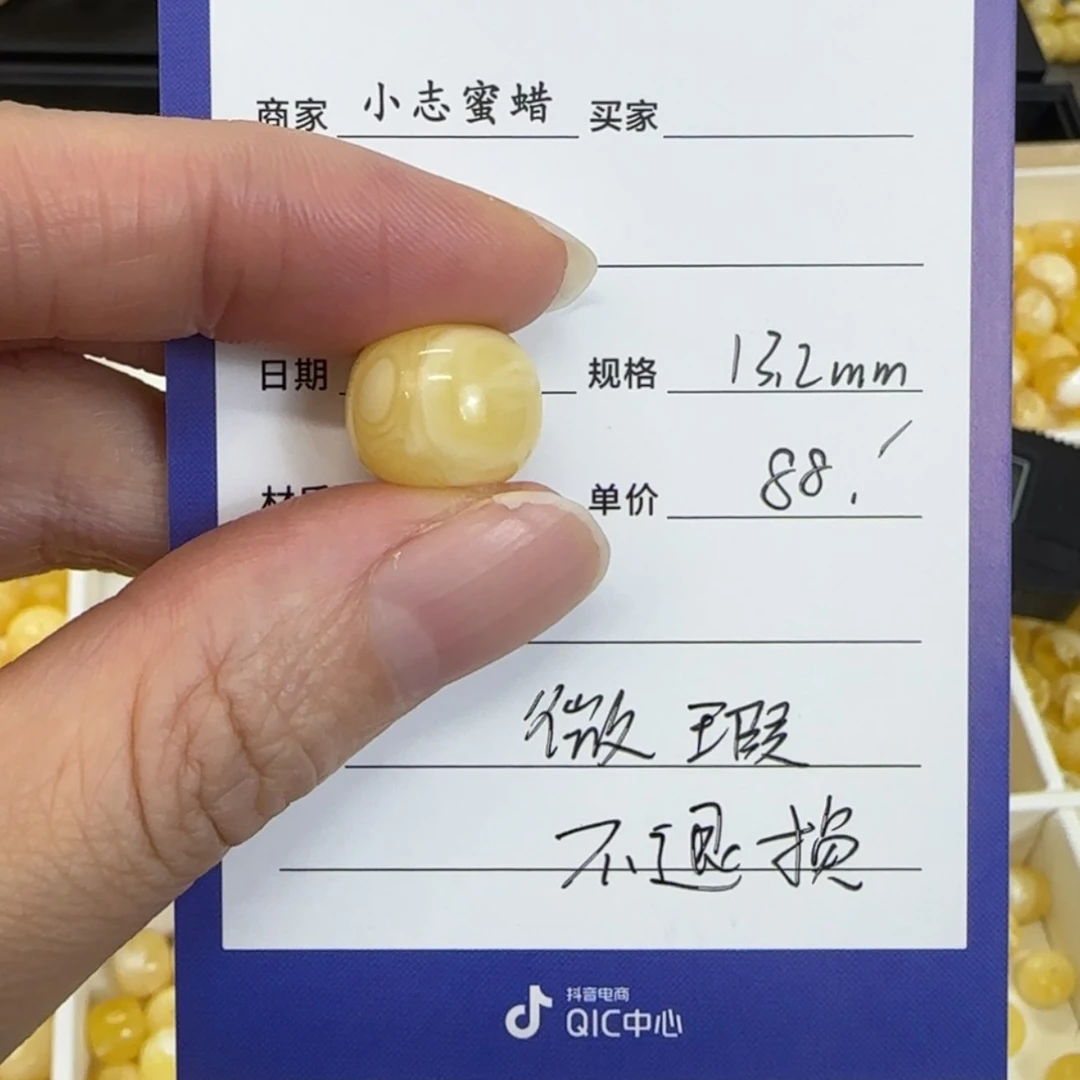 商家 小志蜜蜡 买家
日期 规格 13.2mm
单价 88.
微瑕
不退损
抖音电商
QIC中心